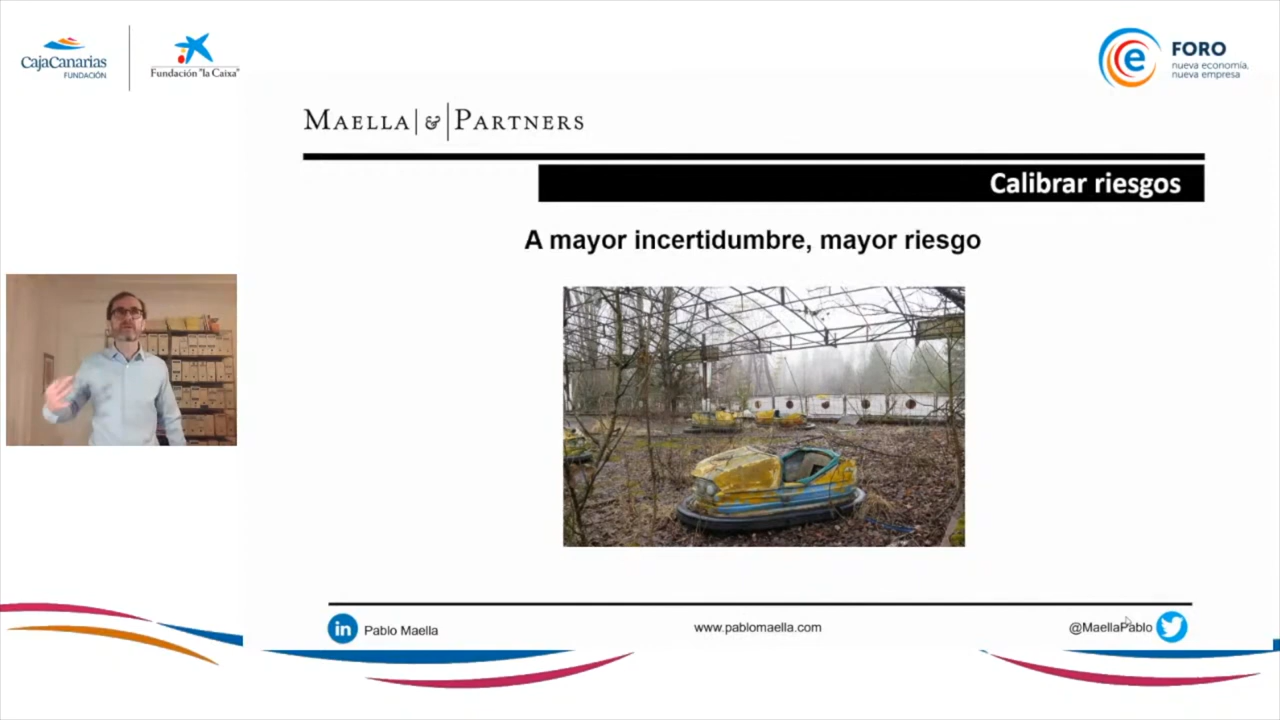 CajaCanarias
FUNDACIÓN
Fundación "la Caixa"
e
FORO
nueva economía,
nueva empresa
MAELLA & PARTNERS
Calibrar riesgos
A mayor incertidumbre, mayor riesgo
in
Pablo Maella
www.pablomaella.com
@MaellaPablo